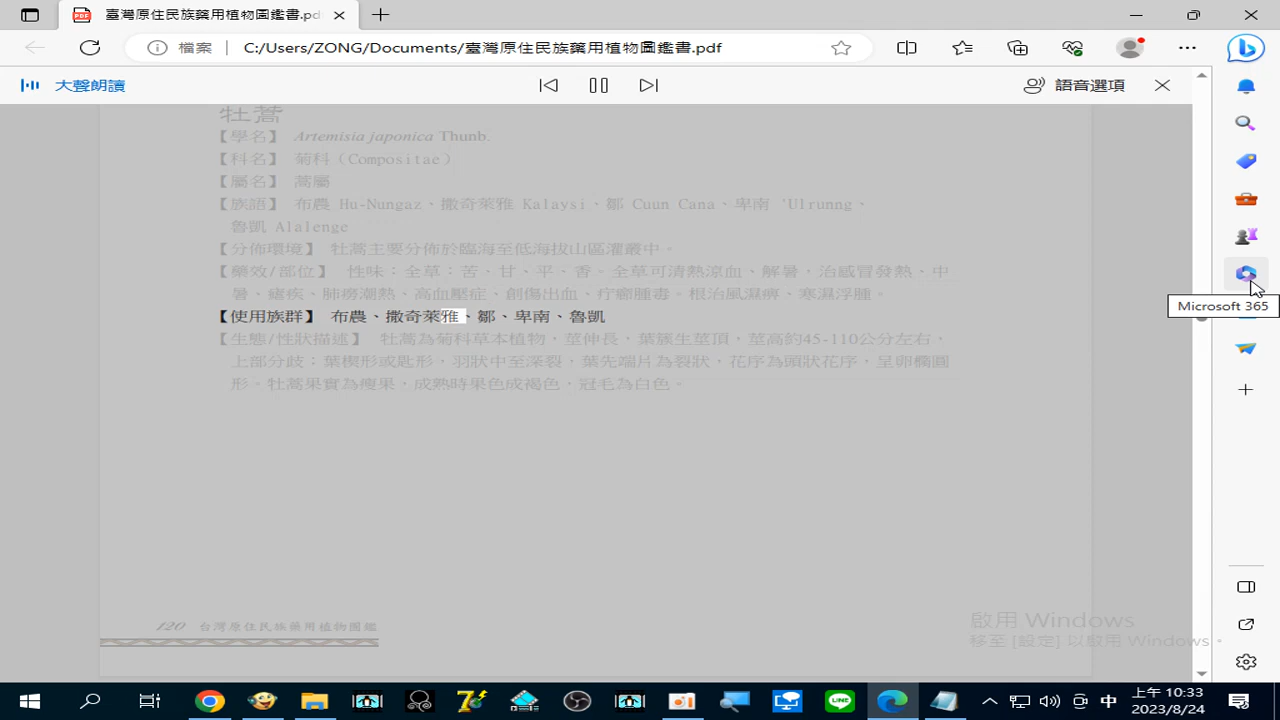 臺灣原住民族藥用植物圖鑑書.pdf
檔案
C:/Users/ZONG/Documents/臺灣原住民族藥用植物圖鑑書.pdf
大聲朗讀
語音選項
牡蒿
【學名】 Artemisia japonica Thunb.
【科名】 菊科（Compositae）
【屬名】 蒿屬
【族語】 布農 Hu-Nungaz、撒奇萊雅 Kalaysi、鄒 Cuun Cana、卑南 'Ulrunng、
魯凱 Alalenge
【分佈環境】 牡蒿主要分佈於臨海至低海拔山區灌叢中。
【藥效/部位】 性味：全草：苦、甘、平、香。全草可清熱涼血、解暑，治感冒發熱、中
暑、瘧疾、肺癆潮熱、高血壓症、創傷出血、疔瘤腫毒。根治風濕痹、寒濕浮腫。
【使用族群】 布農、撒奇萊雅、鄒、卑南、魯凱
【生態/性狀描述】 牡蒿為菊科草本植物，莖伸長，葉簇生莖頂，莖高約45-110公分左右，
上部分歧：葉楔形或匙形，羽狀中至深裂，葉先端片為裂狀，花序為頭狀花序，呈卵橢圓
形。牡蒿果實為瘦果，成熟時果色成褐色，冠毛為白色。
Microsoft 365
120 台灣原住民族藥用植物圖鑑
啟用 Windows
移至 [設定] 以啟用 Windows。
中
上午 10:33
2023/8/24